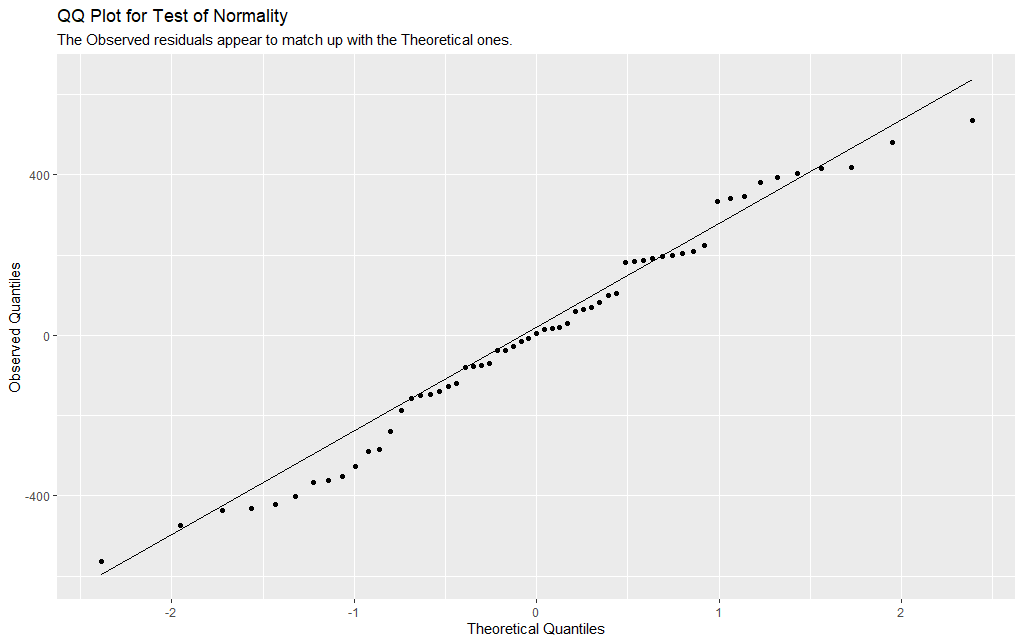 QQ Plot for Test of Normality
The Observed residuals appear to match up with the Theoretical ones.
Observed Quantiles
400
0
-400
-2
-1
0
1
2
Theoretical Quantiles